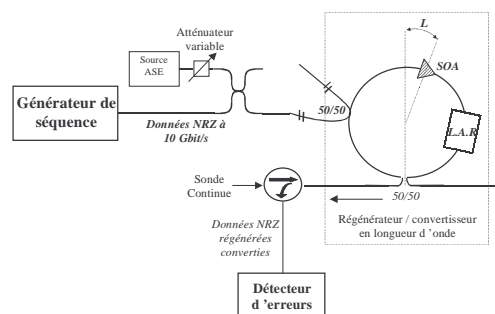 L
Atténuateur
variable
Source
ASE
SOA
Générateur de
séquence
50/50
L.A.R
Données NRZ à
10 Gbit/s
Sonde
Continue
50/50
Régénérateur / convertisseur
en longueur d 'onde
Données NRZ
régénérées
converties
Détecteur
d 'erreurs